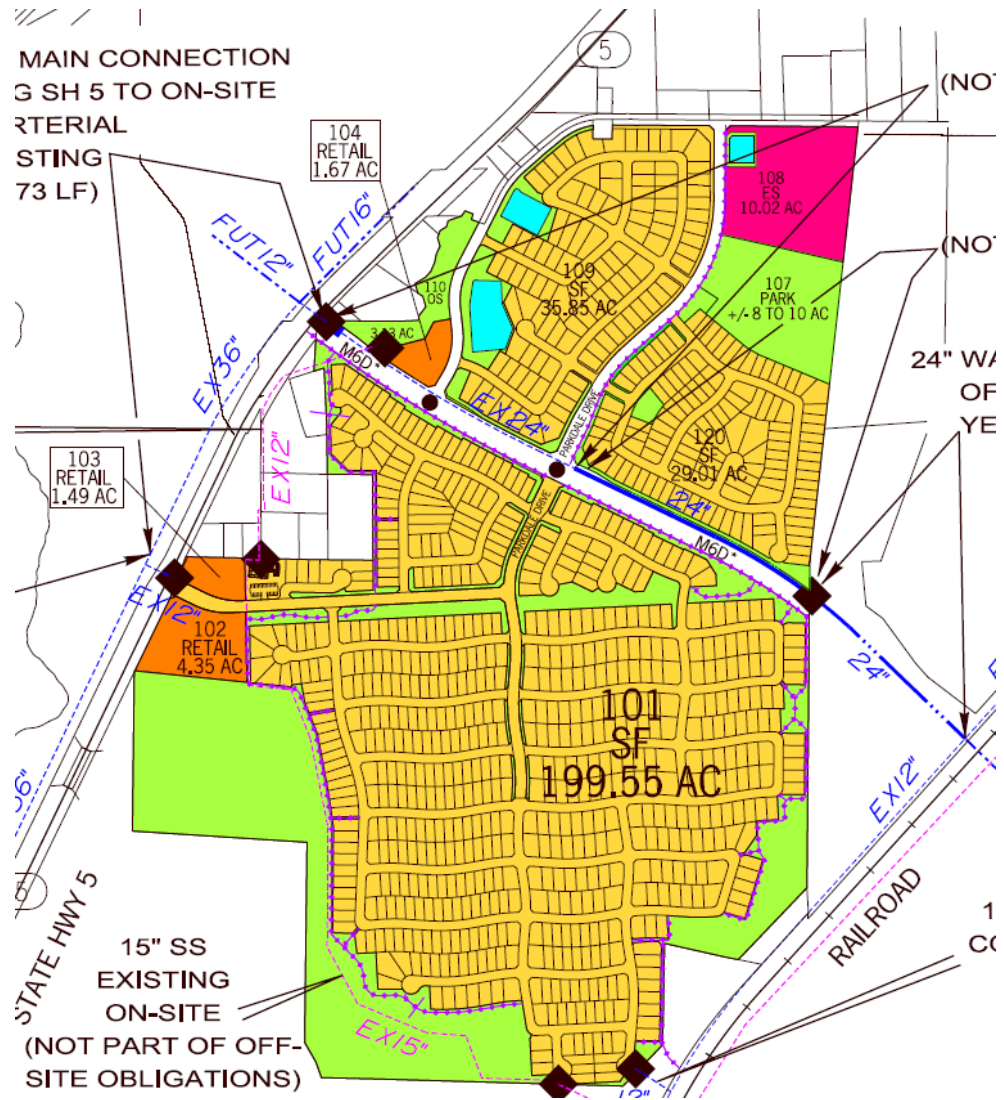 MAIN CONNECTION
G SH 5 TO ON-SITE
RTERIAL
STING
73 LF)
5
(NOT
104
RETAIL
1.67 AC
108
ES
10.02 AC
FUT12"
FUT16"
(NOT
109
SF
35.85 AC
107
PARK
+/- 8 TO 10 AC
110
OS
M6D
EX36"
24" WA
OF
YE
EX24"
PARKDALE DRIVE
120
SF
29.01 AC
EX12"
103
RETAIL
1.49 AC
24"
PARKDALE DRIVE
M6D*
EX12"
102
RETAIL
4.35 AC
24"
101
SF
199.55 AC
36"
EX12"
STATE HWY 5
RAILROAD
15" SS
EXISTING
ON-SITE
(NOT PART OF OFF-
SITE OBLIGATIONS)
EX15"
1
CO
12"